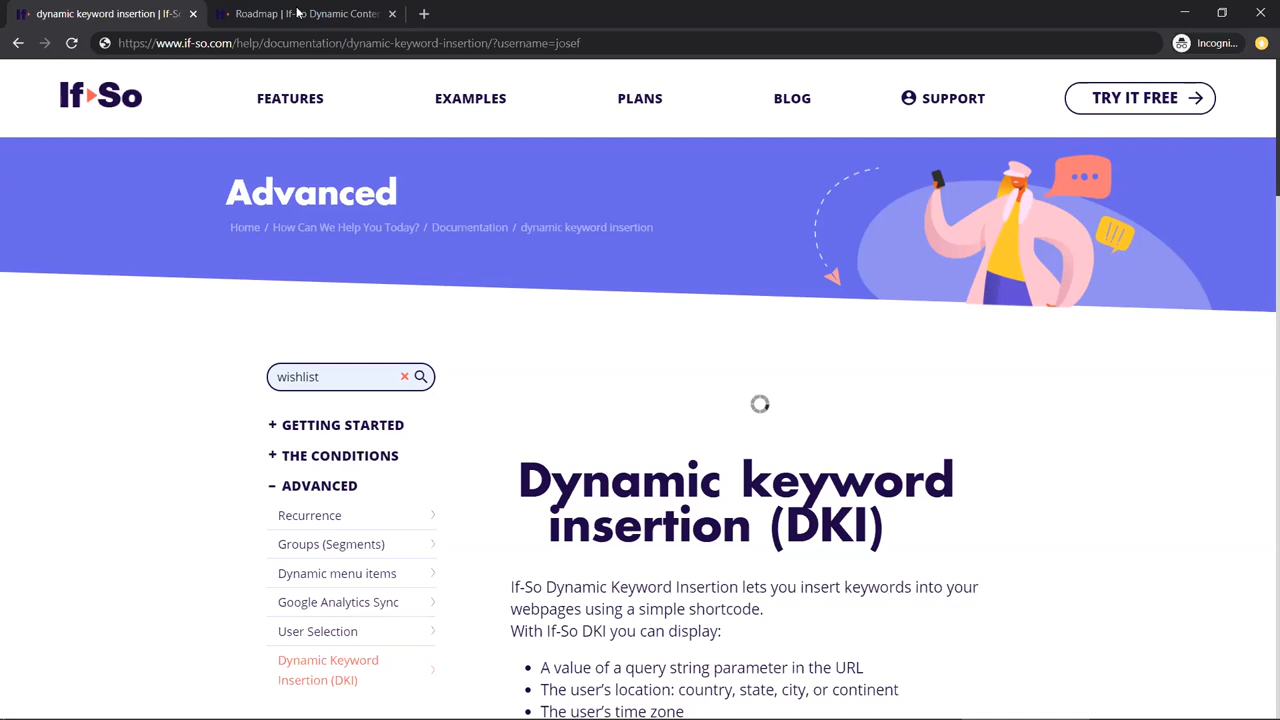 dynamic keyword insertion | If-So
Roadmap | If-So Dynamic Conten
https://www.if-so.com/help/documentation/dynamic-keyword-insertion/?username=josef
Incogni...
If So
FEATURES
EXAMPLES
PLANS
BLOG
SUPPORT
TRY IT FREE
Advanced
Home / How Can We Help You Today? / Documentation / dynamic keyword insertion
wishlist
+ GETTING STARTED
+ THE CONDITIONS
– ADVANCED
Recurrence
Groups (Segments)
Dynamic menu items
Google Analytics Sync
User Selection
Dynamic Keyword
Insertion (DKI)
Dynamic keyword
insertion (DKI)
If-So Dynamic Keyword Insertion lets you insert keywords into your
webpages using a simple shortcode.
With If-So DKI you can display:
• A value of a query string parameter in the URL
• The user's location: country, state, city, or continent
• The user's time zone